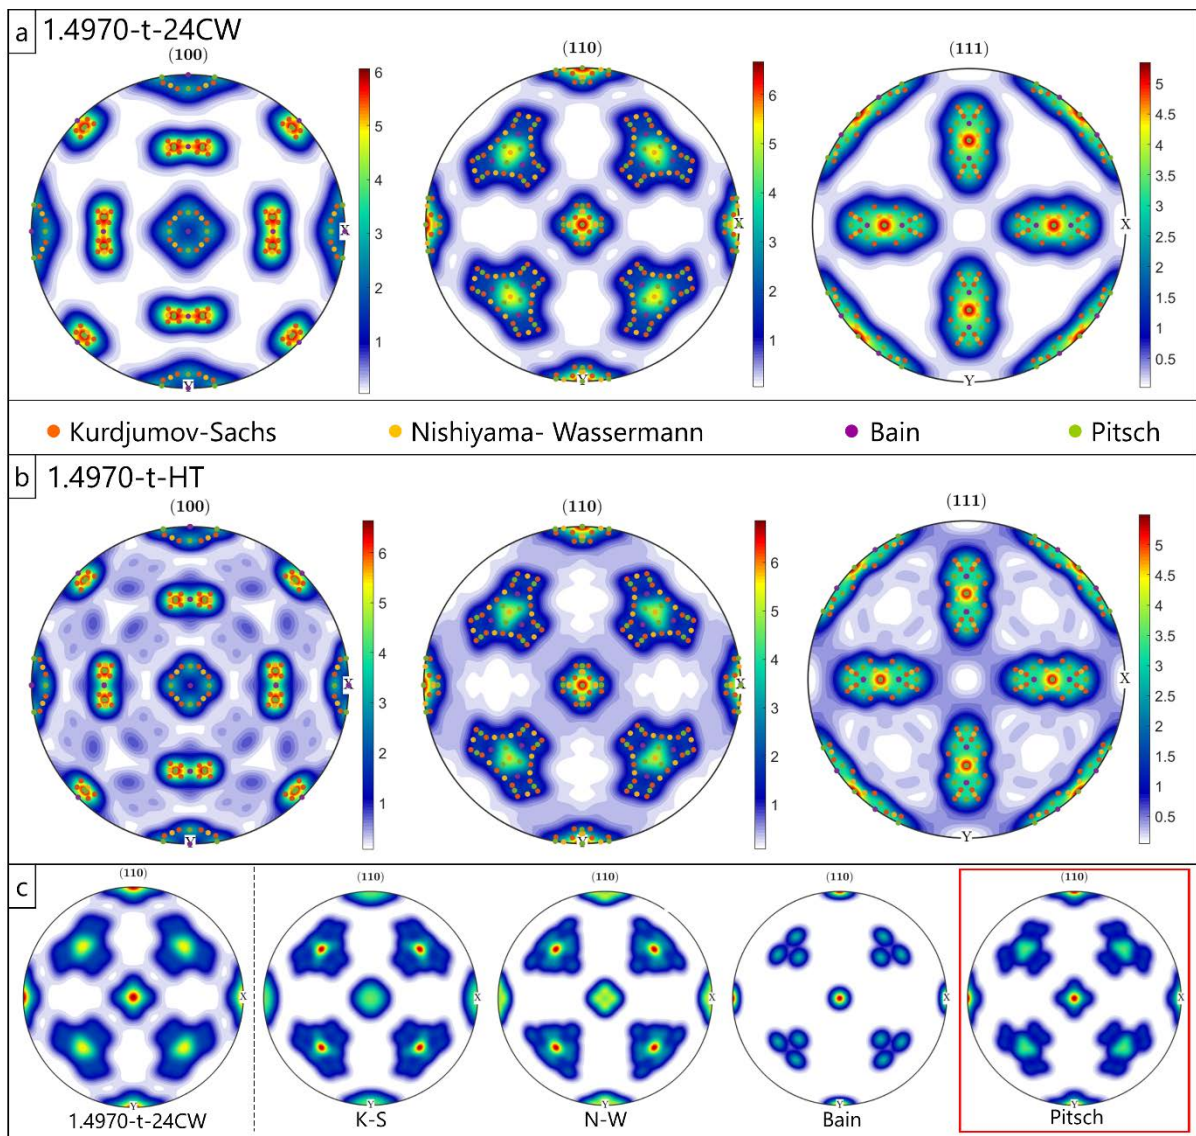 a 1.4970-t-24CW
(100) (110) (111)
6 5 4 3 2 1
6 5 4 3 2 1
5 4.5 4 3.5 3 2.5 2 1.5 1 0.5
X X X
Y Y Y
Kurdjumov-Sachs Nishiyama- Wassermann Bain Pitsch
b 1.4970-t-HT
(100) (110) (111)
6 5 4 3 2 1
6 5 4 3 2 1
5 4.5 4 3.5 3 2.5 2 1.5 1 0.5
X X X
Y Y Y
c (110) (110) (110) (110) (110)
X X X X X
Y Y Y Y Y
1.4970-t-24CW K-S N-W Bain Pitsch